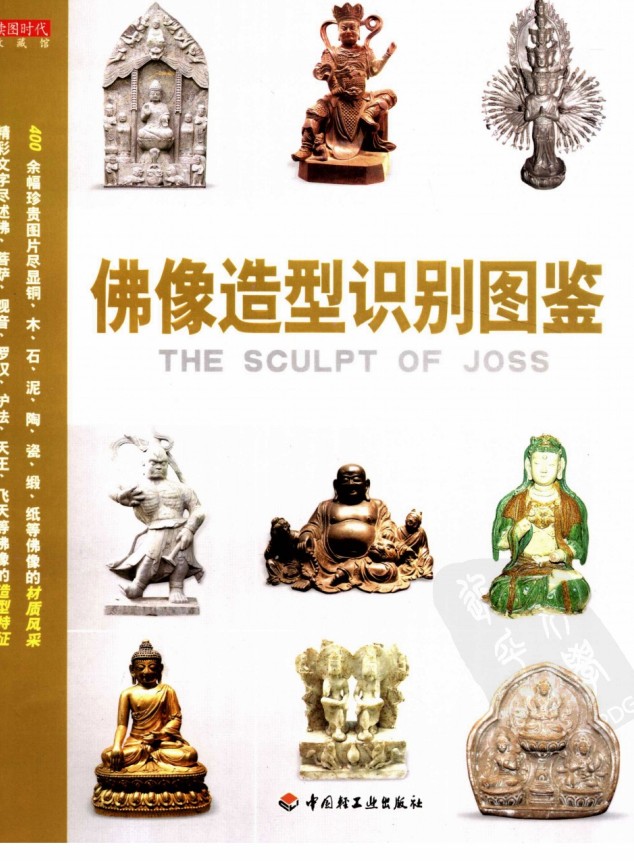 读图时代
收藏馆
400余幅珍贵图片尽显铜、木、石、泥、陶、瓷、缎、纸等佛像的材质风采
精彩文字尽述佛、菩萨、观音、罗汉、护法、天王、飞天等佛像的造型特征
佛像造型识别图鉴
THE SCULPT OF JOSS
中国轻工业出版社